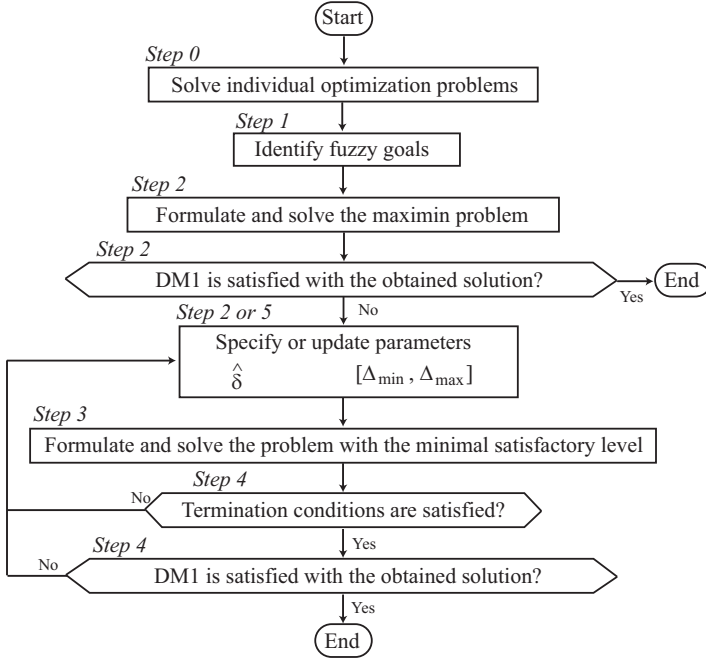 Start
Step 0
Solve individual optimization problems
Step 1
Identify fuzzy goals
Step 2
Formulate and solve the maximin problem
Step 2
DM1 is satisfied with the obtained solution?
Yes
End
No
Step 2 or 5
Specify or update parameters
δ̂ [Δmin , Δmax]
Step 3
Formulate and solve the problem with the minimal satisfactory level
Step 4
No
Termination conditions are satisfied?
Yes
Step 4
No
DM1 is satisfied with the obtained solution?
Yes
End